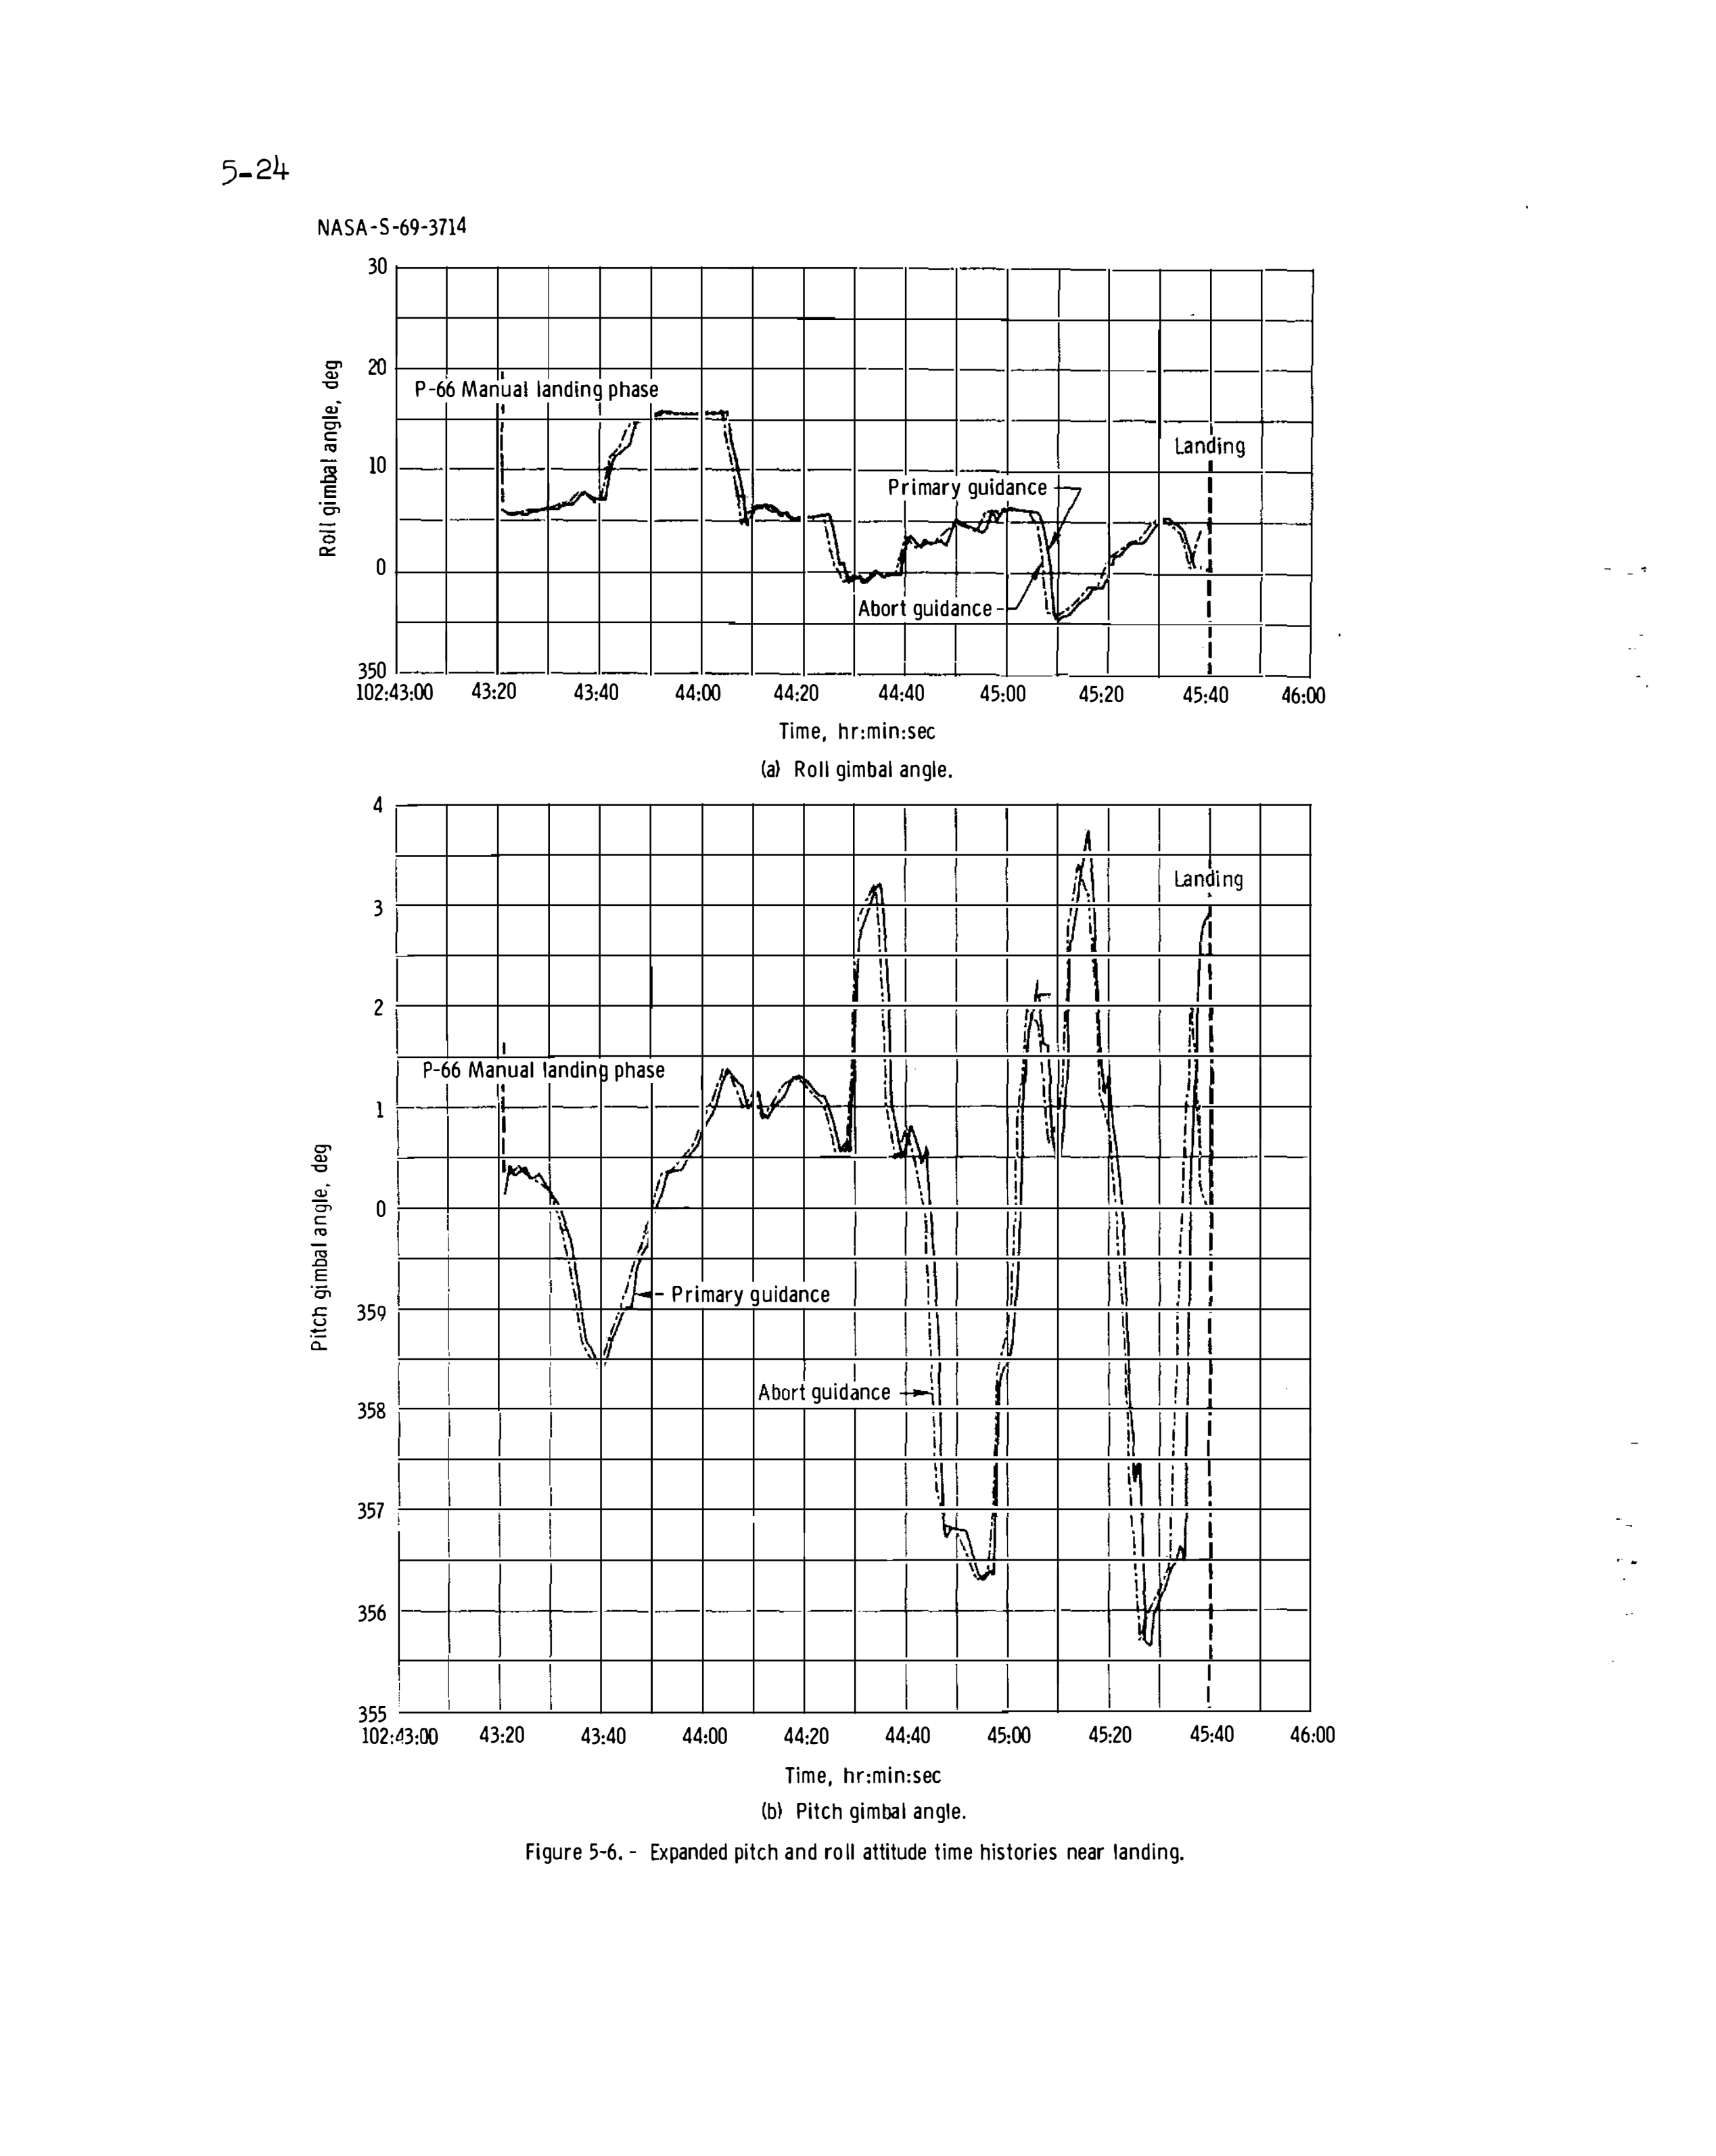 5-24
NASA-S-69-3714
30
20
10
0
350
Roll gimbal angle, deg
P-66 Manual landing phase
Landing
Primary guidance
Abort guidance
102:43:00 43:20 43:40 44:00 44:20 44:40 45:00 45:20 45:40 46:00
Time, hr:min:sec
(a) Roll gimbal angle.
4
3
2
1
0
359
358
357
356
355
Pitch gimbal angle, deg
Landing
P-66 Manual landing phase
Primary guidance
Abort guidance
102:43:00 43:20 43:40 44:00 44:20 44:40 45:00 45:20 45:40 46:00
Time, hr:min:sec
(b) Pitch gimbal angle.
Figure 5-6. - Expanded pitch and roll attitude time histories near landing.